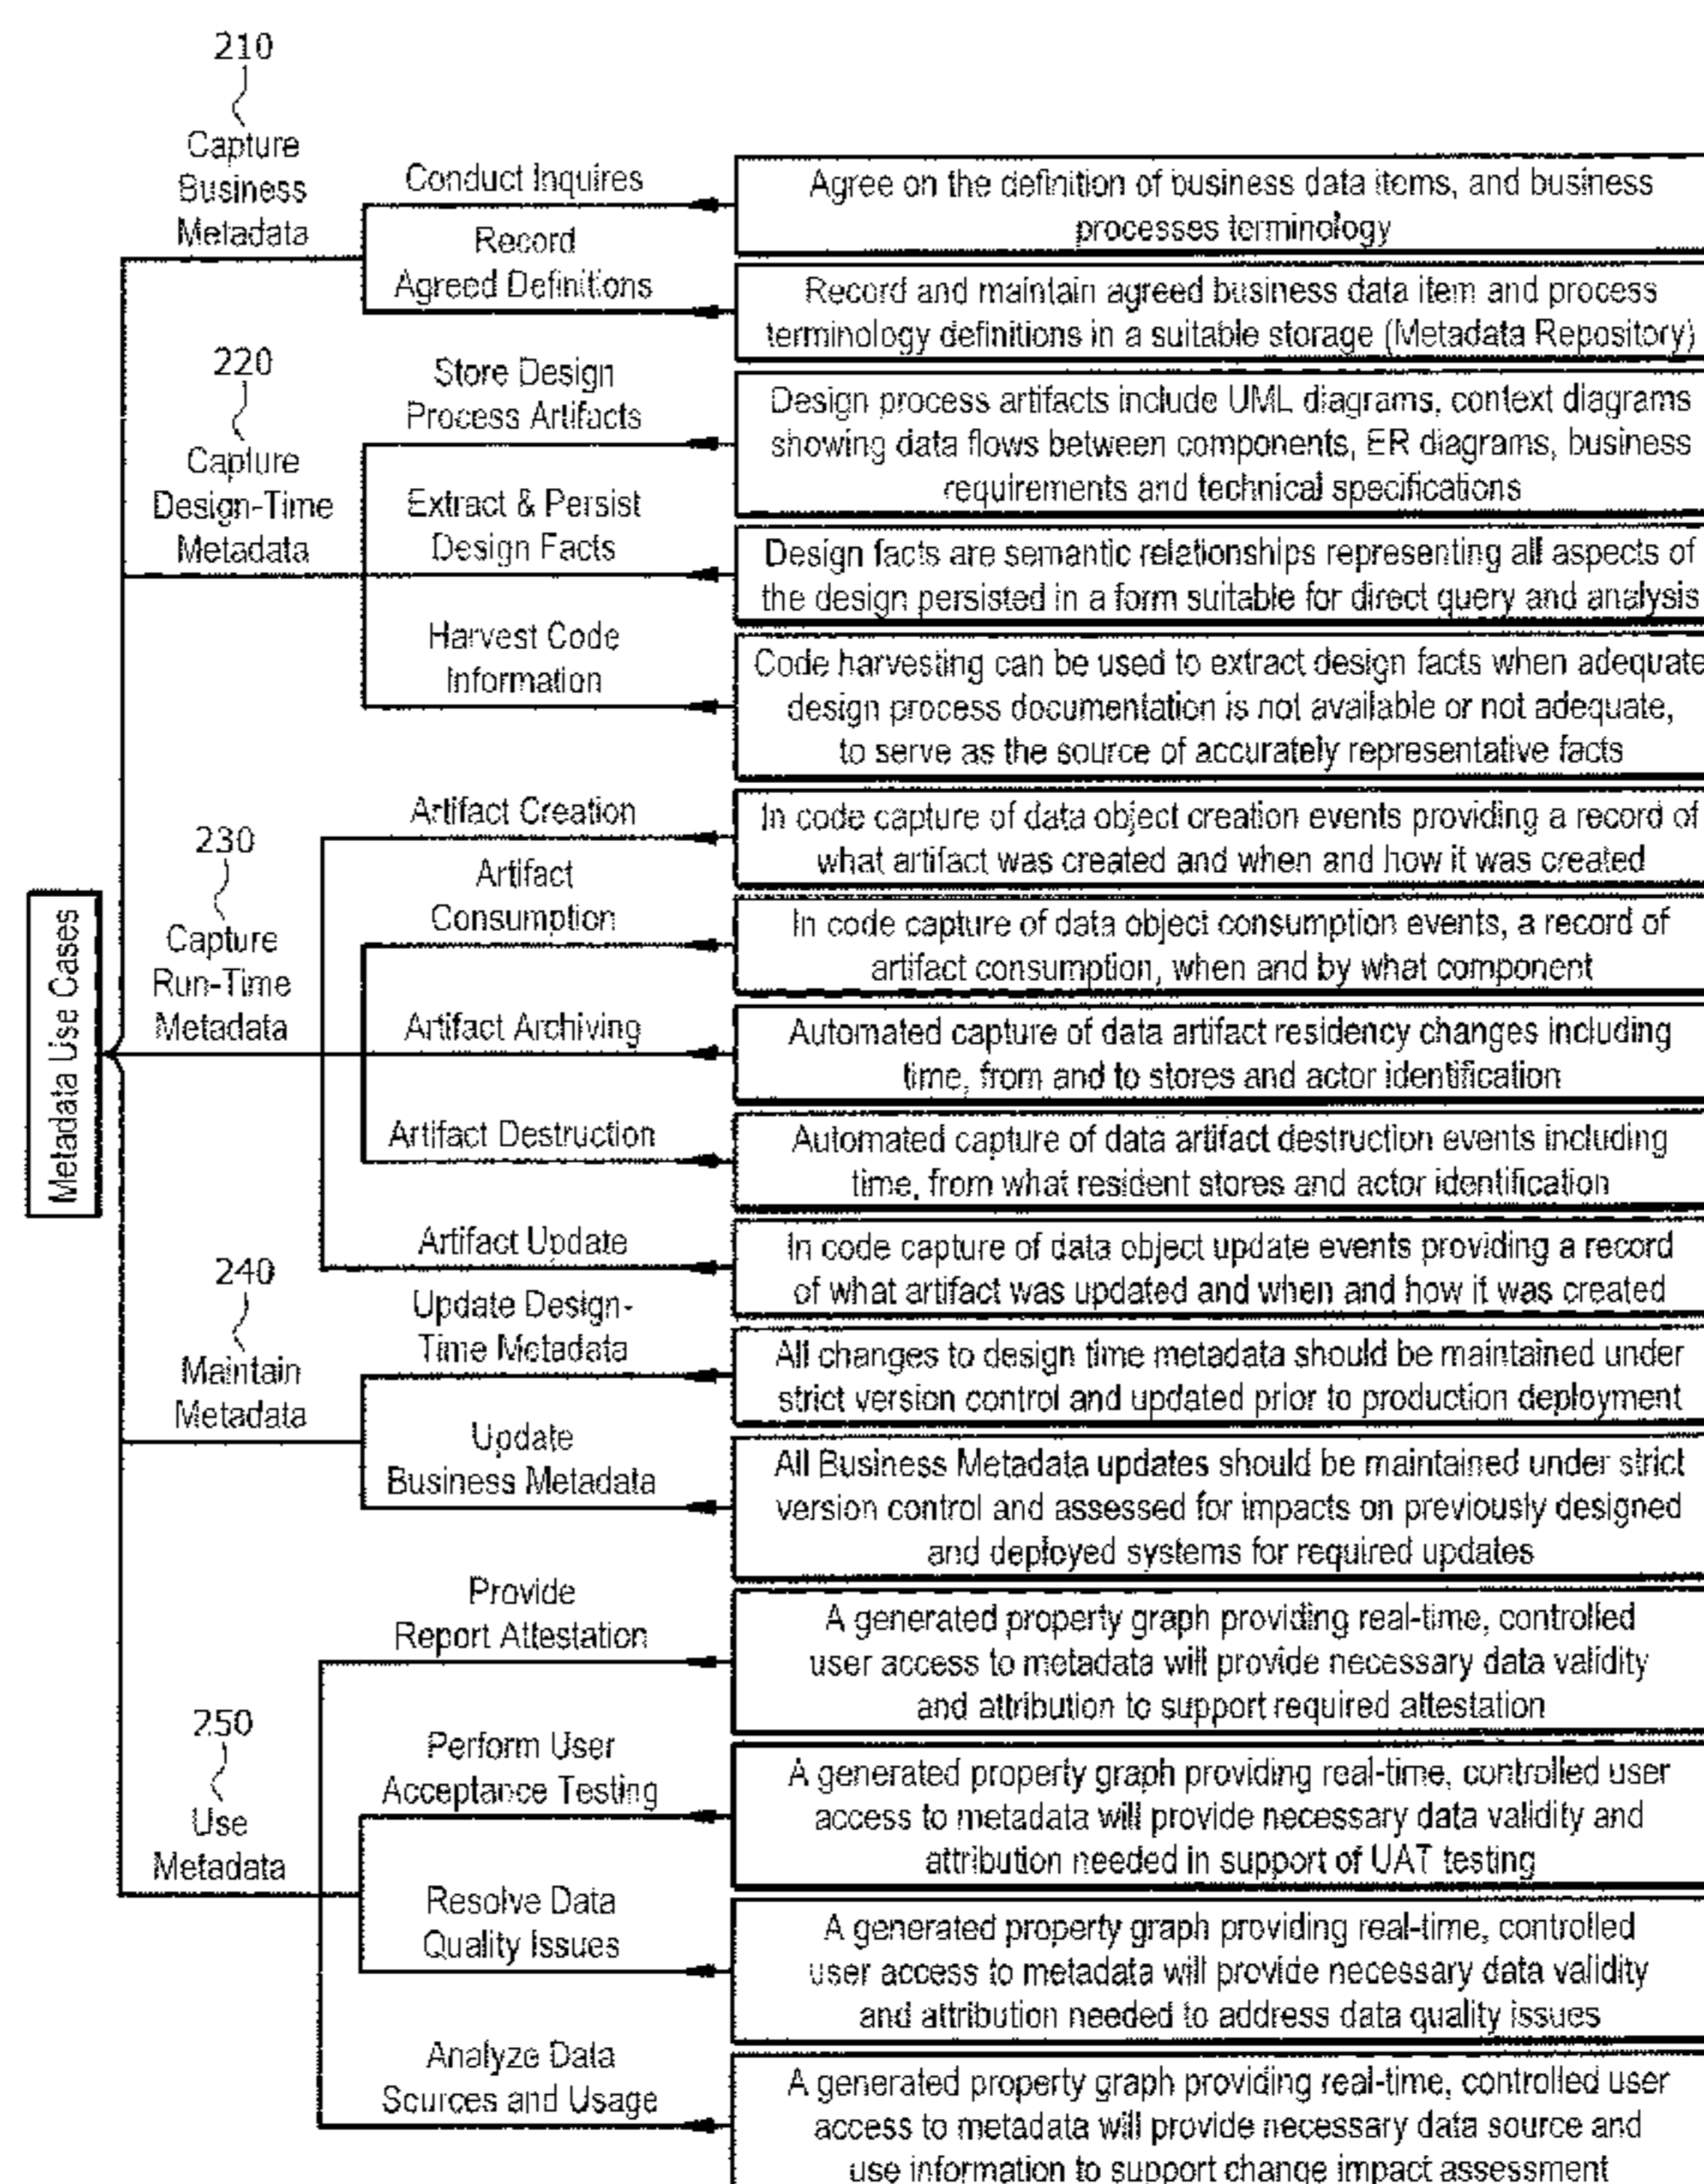 210
Capture
Business
Metadata
Conduct Inquires
Agree on the definition of business data items, and business
processes terminology
Record
Agreed Definitions
Record and maintain agreed business data item and process
terminology definitions in a suitable storage (Metadata Repository)
220
Capture
Design-Time
Metadata
Store Design
Process Artifacts
Design process artifacts include UML diagrams, context diagrams
showing data flows between components, ER diagrams, business
requirements and technical specifications
Extract & Persist
Design Facts
Design facts are semantic relationships representing all aspects of
the design persisted in a form suitable for direct query and analysis
Harvest Code
Information
Code harvesting can be used to extract design facts when adequate
design process documentation is not available or not adequate,
to serve as the source of accurately representative facts
Metadata Use Cases
230
Capture
Run-Time
Metadata
Artifact Creation
In code capture of data object creation events providing a record of
what artifact was created and when and how it was created
Artifact
Consumption
In code capture of data object consumption events, a record of
artifact consumption, when and by what component
Artifact Archiving
Automated capture of data artifact residency changes including
time, from and to stores and actor identification
Artifact Destruction
Automated capture of data artifact destruction events including
time, from what resident stores and actor identification
Artifact Update
In code capture of data object update events providing a record
of what artifact was updated and when and how it was created
240
Maintain
Metadata
Update Design-
Time Metadata
All changes to design time metadata should be maintained under
strict version control and updated prior to production deployment
Update
Business Metadata
All Business Metadata updates should be maintained under strict
version control and assessed for impacts on previously designed
and deployed systems for required updates
250
Use
Metadata
Provide
Report Attestation
A generated property graph providing real-time, controlled
user access to metadata will provide necessary data validity
and attribution to support required attestation
Perform User
Acceptance Testing
A generated property graph providing real-time, controlled user
access to metadata will provide necessary data validity and
attribution needed in support of UAT testing
Resolve Data
Quality Issues
A generated property graph providing real-time, controlled
user access to metadata will provide necessary data validity
and attribution needed to address data quality issues
Analyze Data
Sources and Usage
A generated property graph providing real-time, controlled user
access to metadata will provide necessary data source and
use information to support change impact assessment